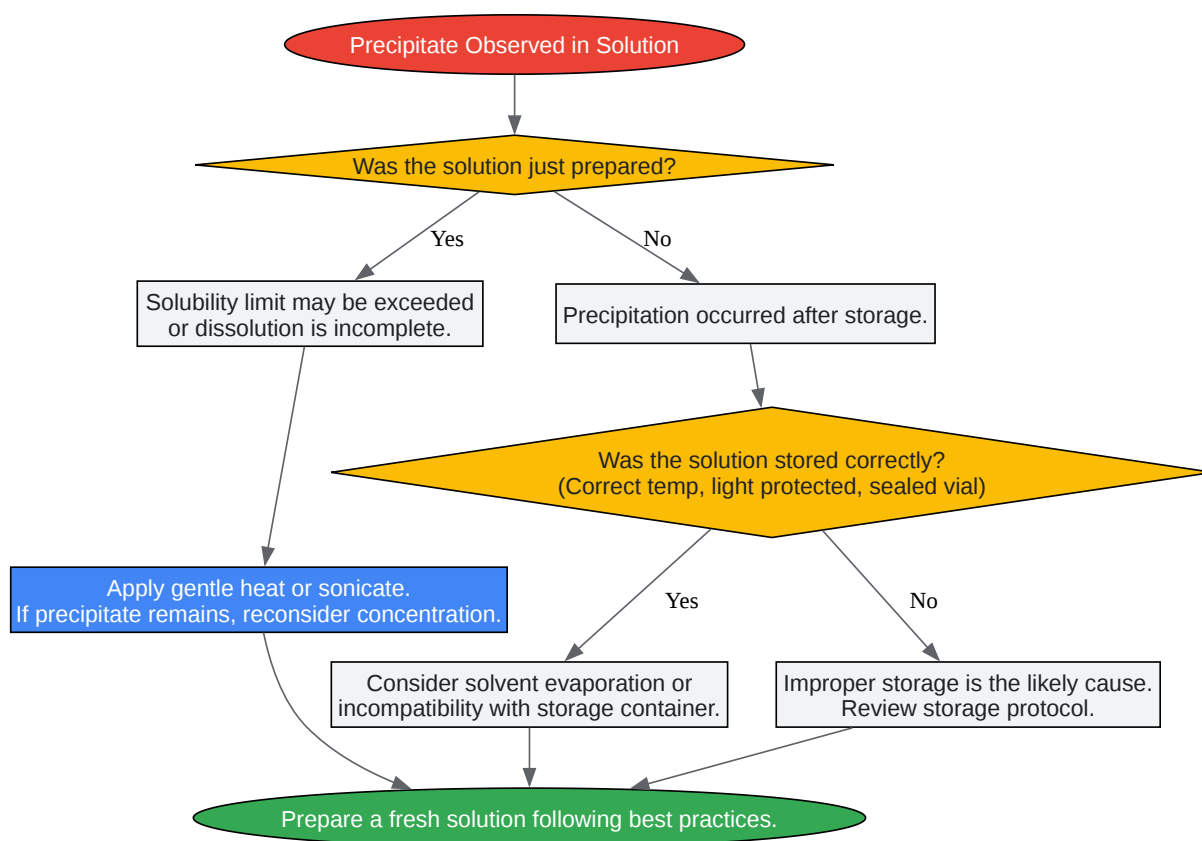 Precipitate Observed in Solution
Was the solution just prepared?
Yes
No
Solubility limit may be exceeded
or dissolution is incomplete.
Precipitation occurred after storage.
Was the solution stored correctly?
(Correct temp, light protected, sealed vial)
Apply gentle heat or sonicate.
If precipitate remains, reconsider concentration.
Yes
No
Consider solvent evaporation or
incompatibility with storage container.
Improper storage is the likely cause.
Review storage protocol.
Prepare a fresh solution following best practices.